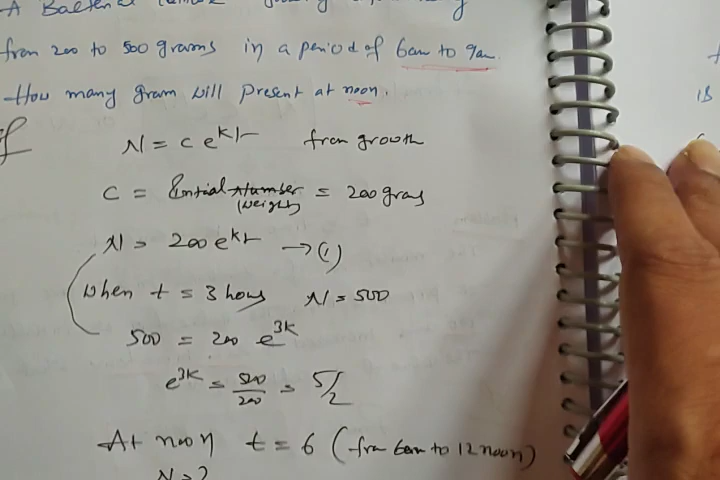 A Bacterial
from 200 to 500 grams in a period of 6am to 9am.
How many gram will present at noon.
N = c e^kt from growth
C = Initial Number (weight) = 200 grams
N = 200 e^kt → (1)
when t = 3 hours N = 500
500 = 200 e^3k
e^3k = 500/200 = 5/2
At noon t = 6 (from 6am to 12 noon)
N = ?